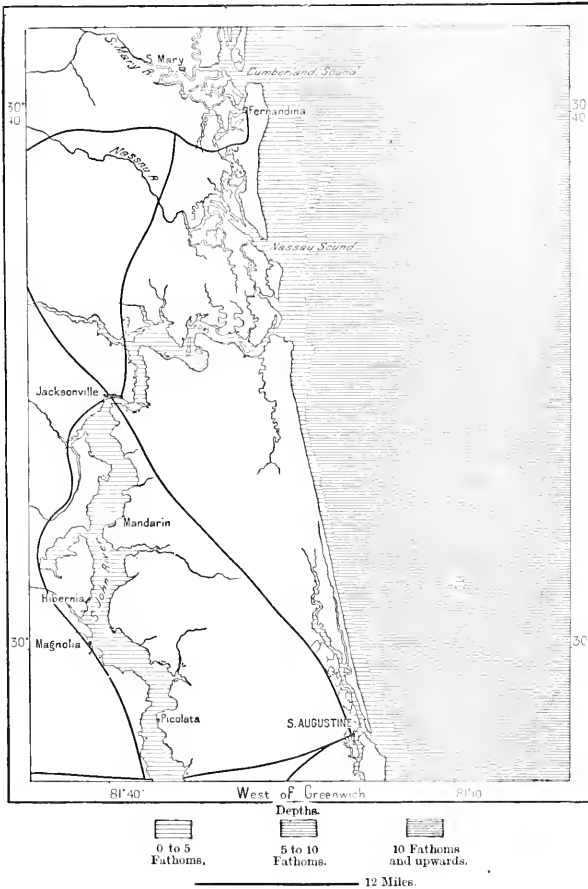 S. Mary R.
S. Mary
Cumberland Sound
30°
40
30°
40
Fernandina
Nassau R.
Nassau Sound
Jacksonville
Mandarin
S. John River
Hibernia
30°
Magnolia
30
Picolata
S. AUGUSTINE
81°40'
West of Greenwich
81°10
Depths.
0 to 5
Fathoms.
5 to 10
Fathoms.
10 Fathoms
and upwards.
12 Miles.